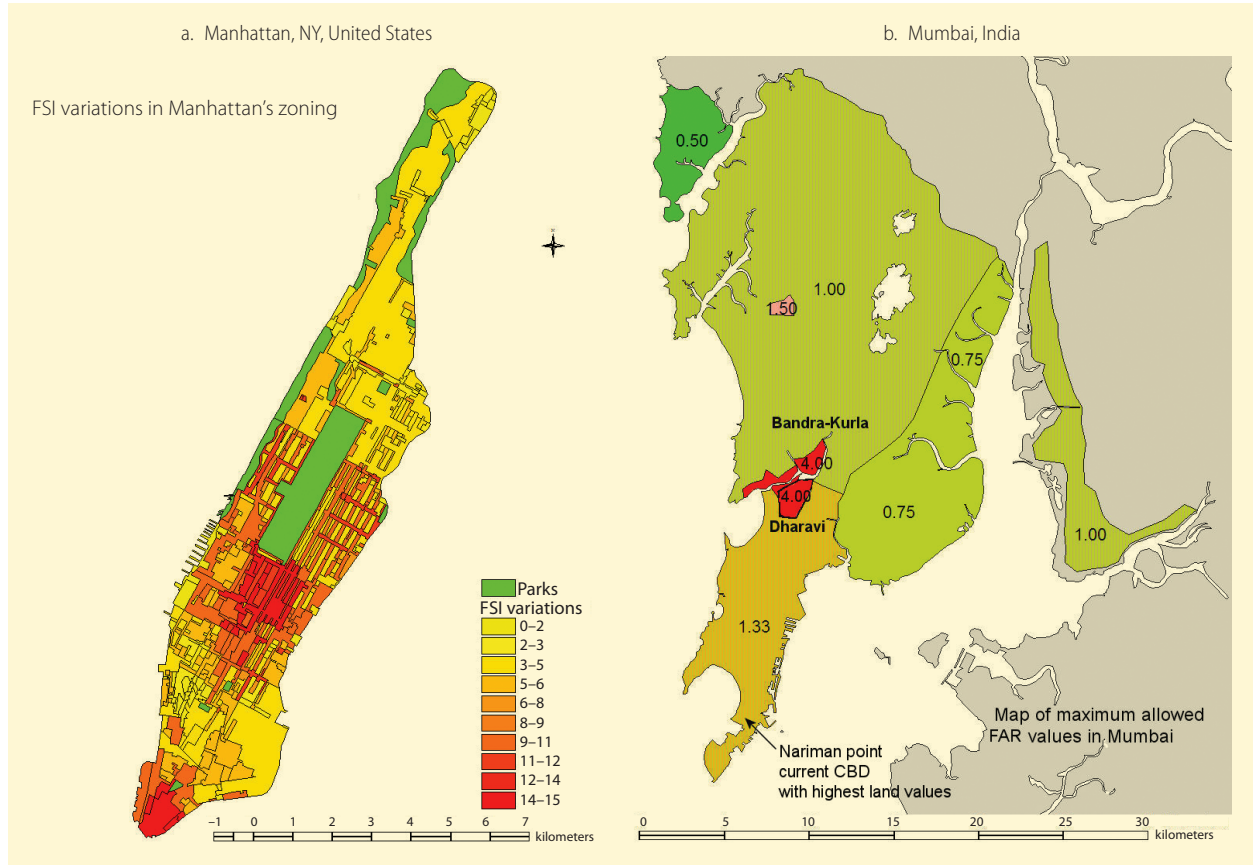 a. Manhattan, NY, United States
FSI variations in Manhattan's zoning
Parks
FSI variations
0–2
2–3
3–5
5–6
6–8
8–9
9–11
11–12
12–14
14–15
–1 0 1 2 3 4 5 6 7
kilometers
b. Mumbai, India
0.50
1.00
1.50
0.75
Bandra-Kurla
4.00
4.00
Dharavi
0.75
1.00
1.33
Map of maximum allowed
FAR values in Mumbai
Nariman point
current CBD
with highest land values
0 5 10 15 20 25 30
kilometers